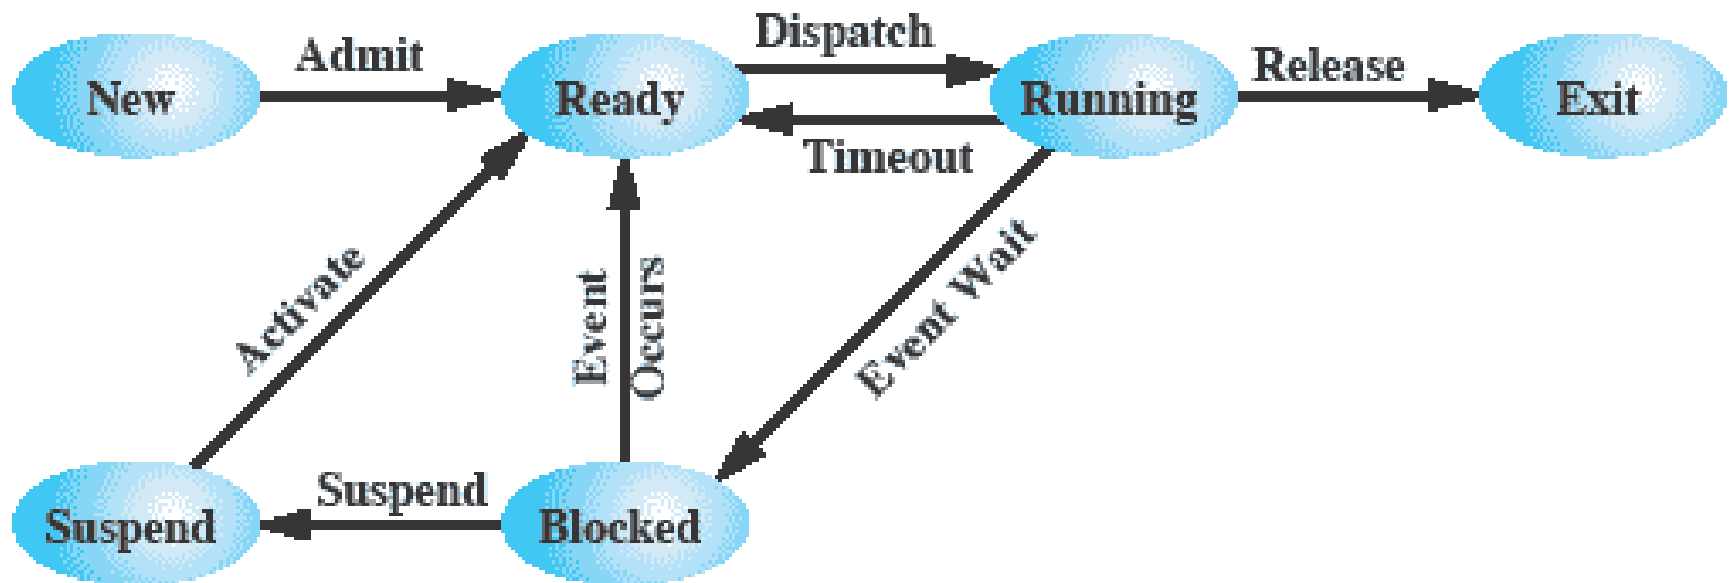 Dispatch
Admit
Release
New
Ready
Running
Exit
Timeout
Activate
Event
Occurs
Event Wait
Suspend
Suspend
Blocked